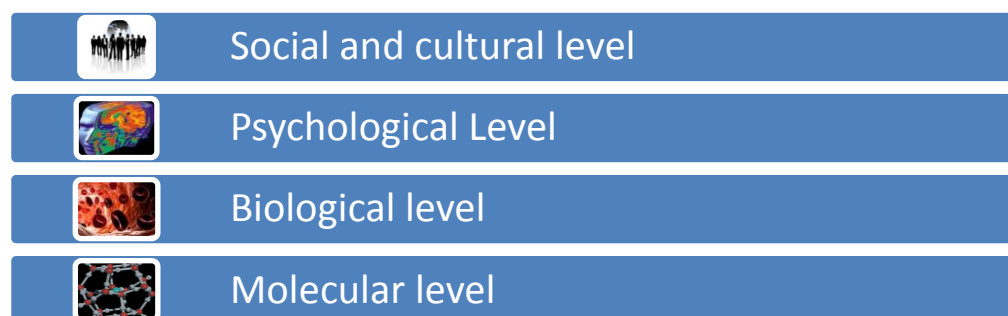 Social and cultural level
Psychological Level
Biological level
Molecular level